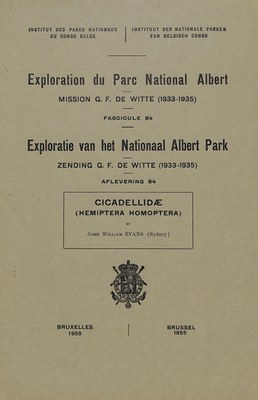 INSTITUT DES PARCS NATIONAUX
DU CONGO BELGE
INSTITUUT DER NATIONALE PARKEN
VAN BELGISCH CONGO
Exploration du Parc National Albert
MISSION G. F. DE WITTE (1933-1935)
FASCICULE 84
Exploratie van het Nationaal Albert Park
ZENDING G. F. DE WITTE (1933-1935)
AFLEVERING 84
CICADELLIDÆ
(HEMIPTERA HOMOPTERA)
BY
JOHN WILLIAM EVANS (Sydney)
BRUXELLES
1955
BRUSSEL
1955